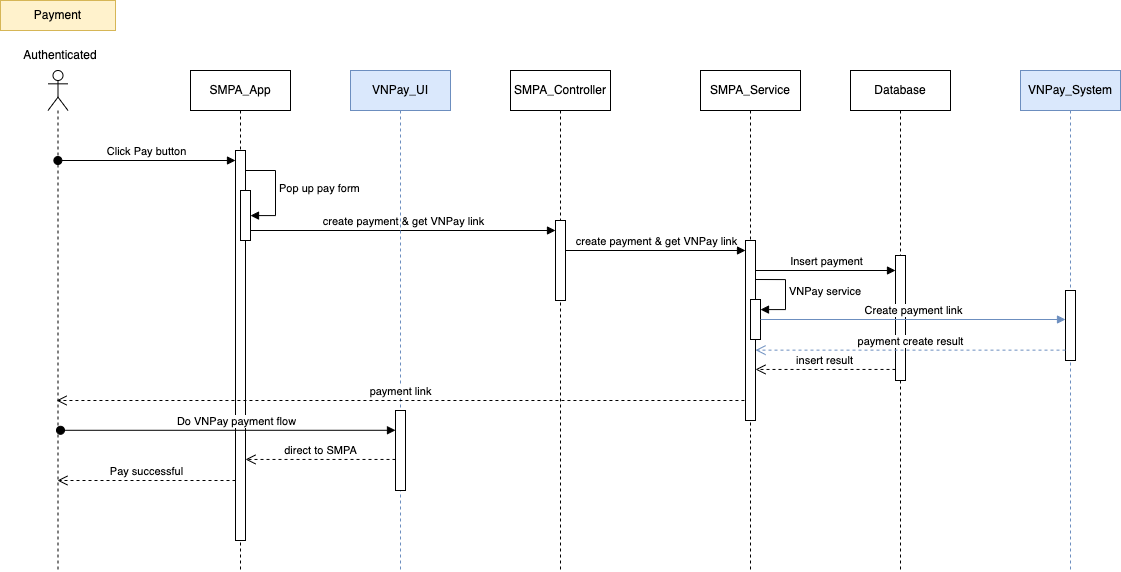 Payment
Authenticated
SMPA_App
VNPay_UI
SMPA_Controller
SMPA_Service
Database
VNPay_System
Click Pay button
Pop up pay form
create payment & get VNPay link
create payment & get VNPay link
Insert payment
VNPay service
Create payment link
payment create result
insert result
payment link
Do VNPay payment flow
direct to SMPA
Pay successful